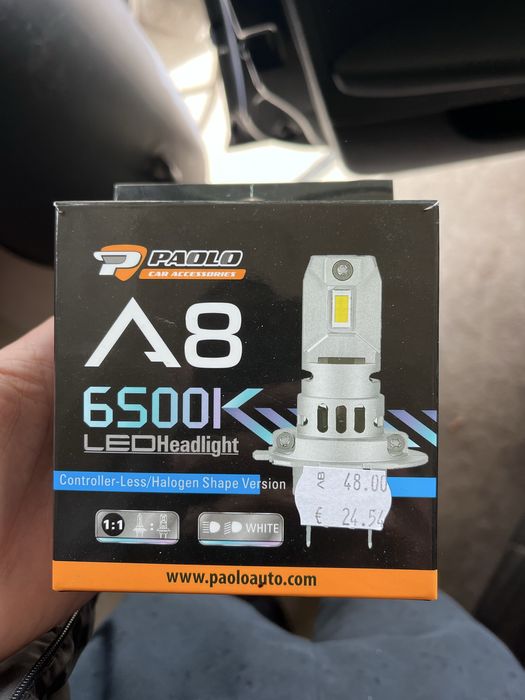 PAOLO
CAR ACCESSORIES
A8
6500K
LEDHeadlight
Controller-Less/Halogen Shape Version
AB 48.00
€ 24.54
1:1
WHITE
www.paoloauto.com